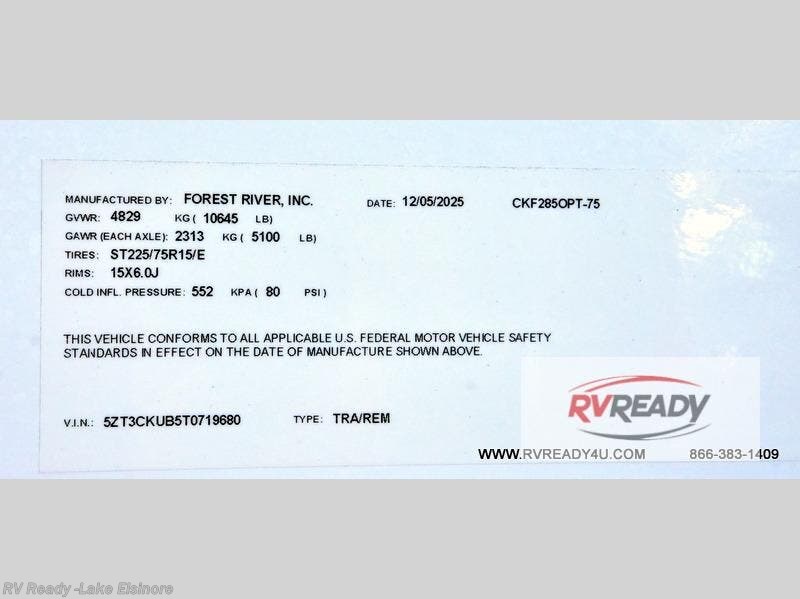 MANUFACTURED BY: FOREST RIVER, INC. DATE: 12/05/2025 CKF285OPT-75
GVWR: 4829 KG ( 10645 LB)
GAWR (EACH AXLE): 2313 KG ( 5100 LB)
TIRES: ST225/75R15/E
RIMS: 15X6.0J
COLD INFL. PRESSURE: 552 KPA ( 80 PSI )
THIS VEHICLE CONFORMS TO ALL APPLICABLE U.S. FEDERAL MOTOR VEHICLE SAFETY
STANDARDS IN EFFECT ON THE DATE OF MANUFACTURE SHOWN ABOVE.
V.I.N.: 5ZT3CKUB5T0719680 TYPE: TRA/REM
RVREADY
WWW.RVREADY4U.COM 866-383-1409
RV Ready -Lake Elsinore